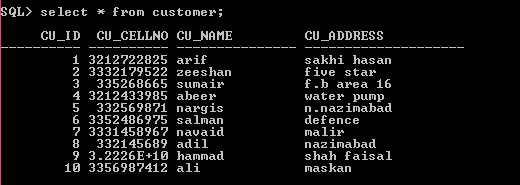 SQL> select * from customer;
CU_ID CU_CELLNO CU_NAME CU_ADDRESS
1 3212722825 arif sakhi hasan
2 3332179522 zeeshan five star
3 335268665 sumair f.b area 16
4 3212433985 abeer water pump
5 332569871 nargis n.nazimabad
6 3352486975 salman defence
7 3331458967 navaid malir
8 332145689 adil nazimabad
9 3.2226E+10 hammad shah faisal
10 3356987412 ali maskan